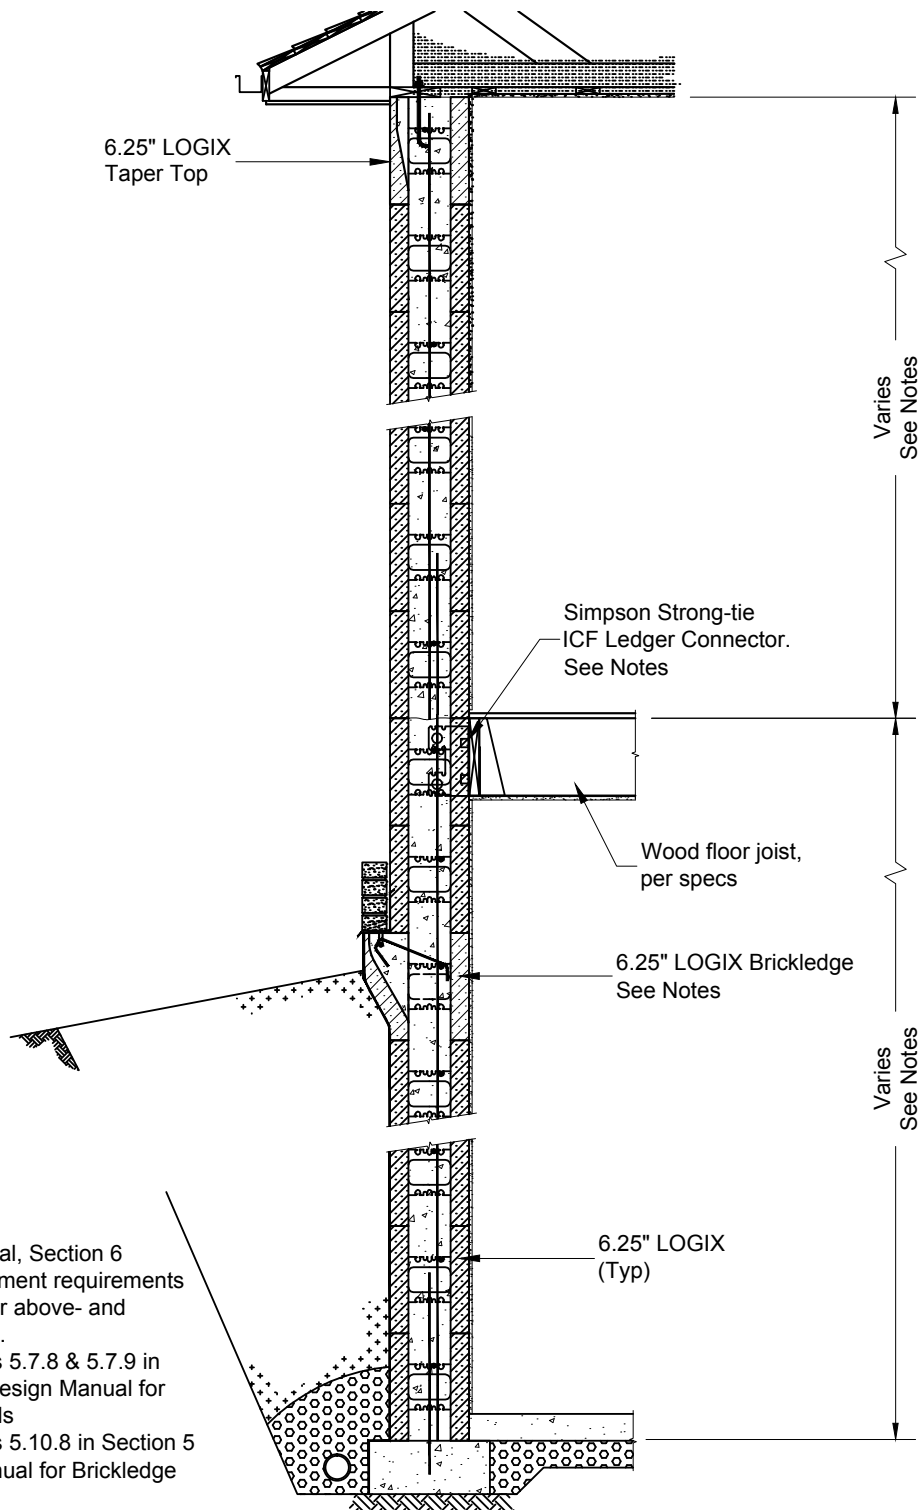 6.25" LOGIX
Taper Top
Varies
See Notes
Simpson Strong-tie
ICF Ledger Connector.
See Notes
Wood floor joist,
per specs
6.25" LOGIX Brickledge
See Notes
Varies
See Notes
6.25" LOGIX
(Typ)
al, Section 6
ment requirements
r above- and
.
s 5.7.8 & 5.7.9 in
esign Manual for
ls
s 5.10.8 in Section 5
nual for Brickledge